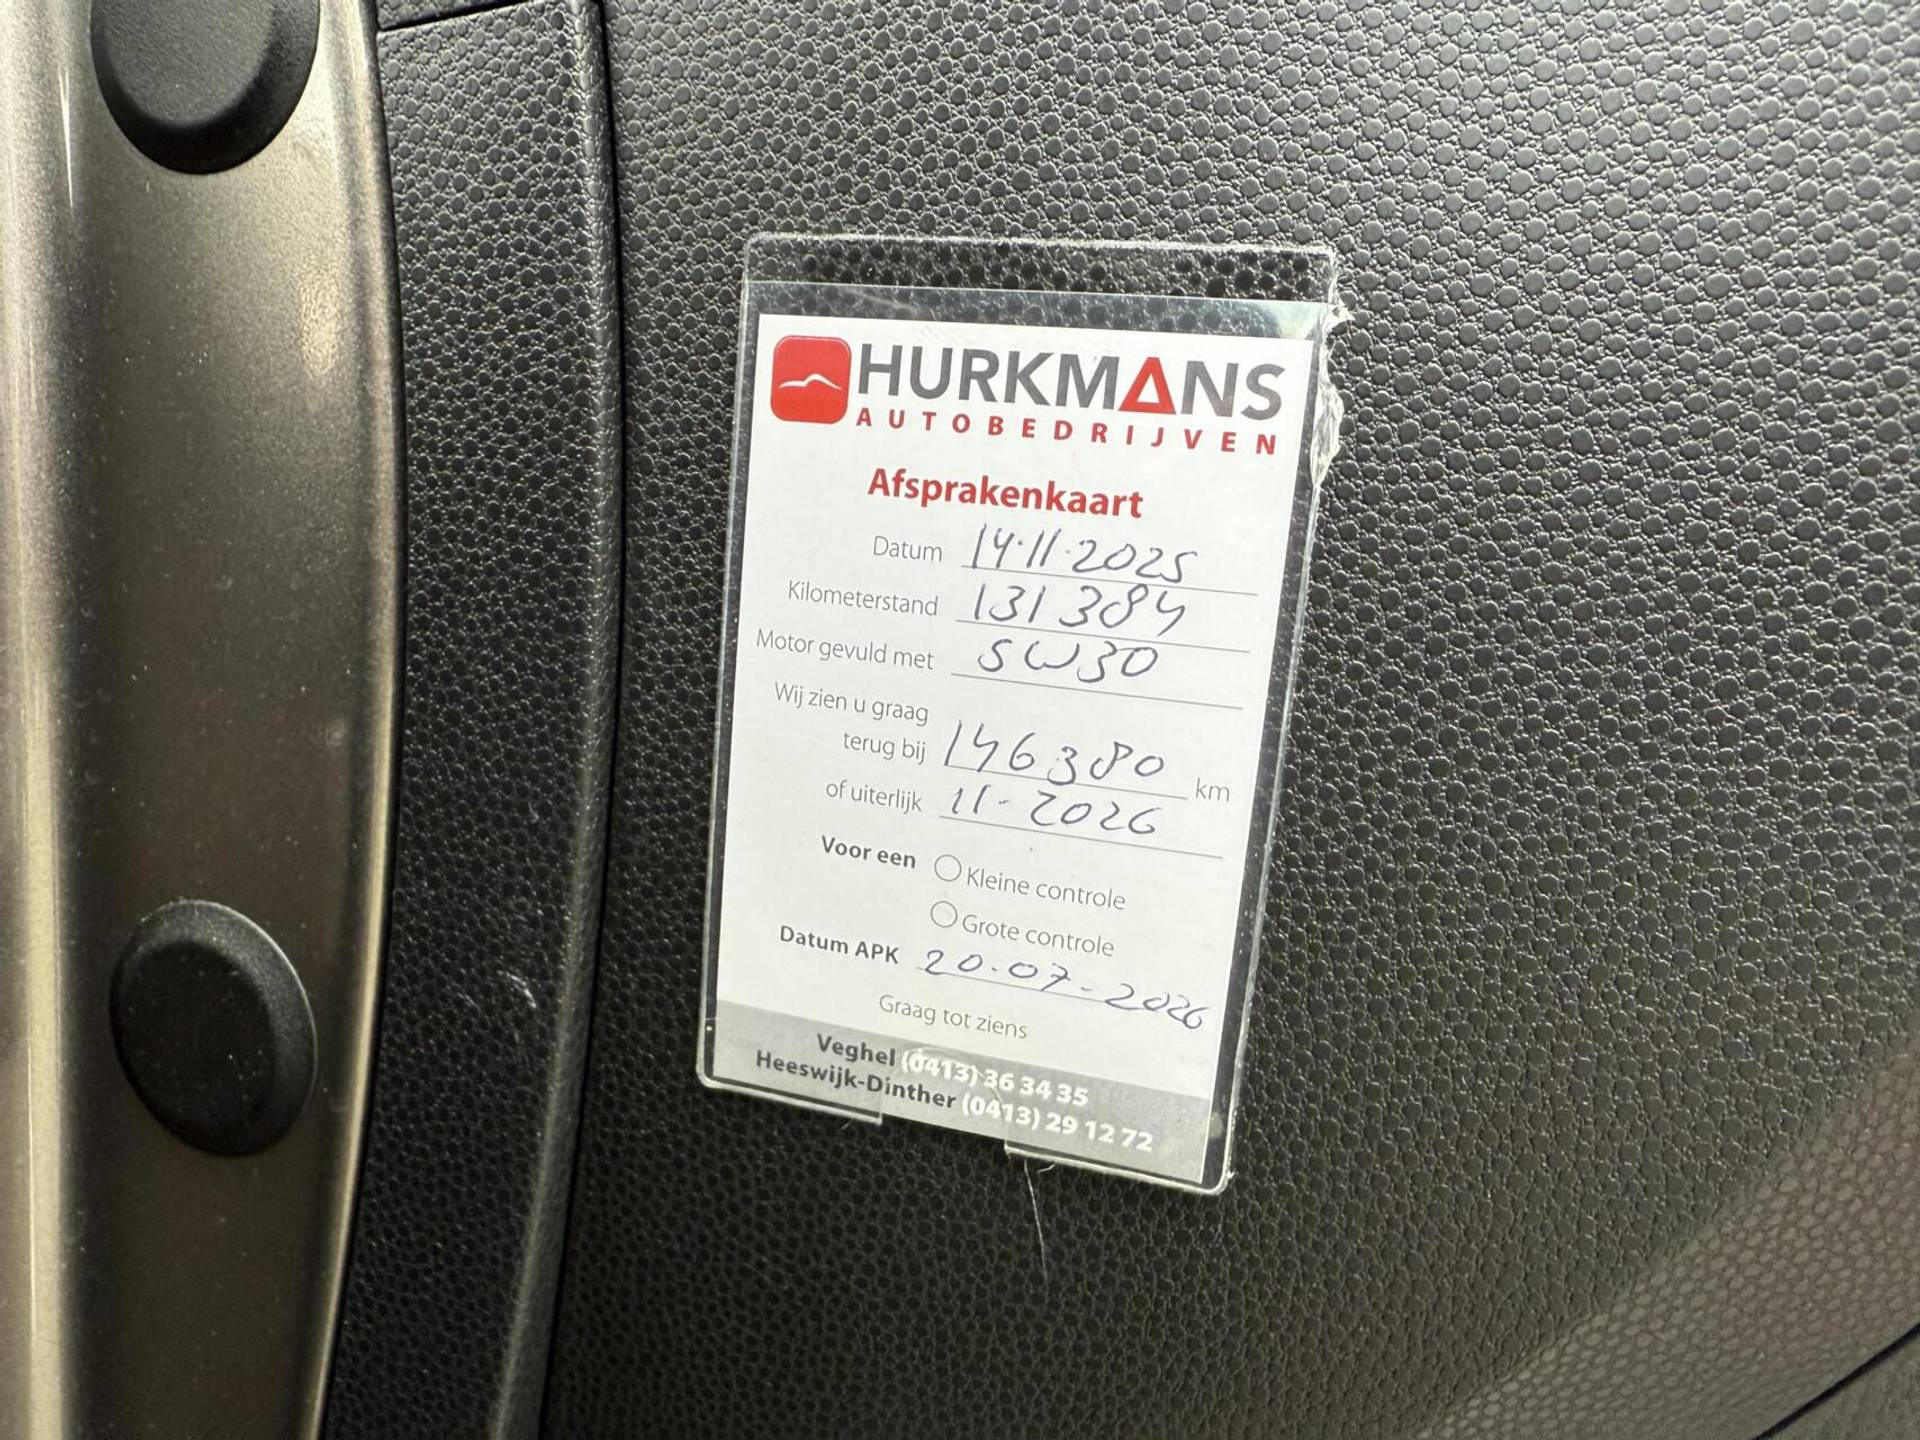 HURKMANS
AUTOBEDRIJVEN
Afsprakenkaart
Datum 14·11·2025
Kilometerstand 131384
Motor gevuld met 5W30
Wij zien u graag
terug bij 146380 km
of uiterlijk 11-2026
Voor een Kleine controle
Grote controle
Datum APK 20-07-2026
Graag tot ziens
Veghel (0413) 36 34 35
Heeswijk-Dinther (0413) 29 12 72